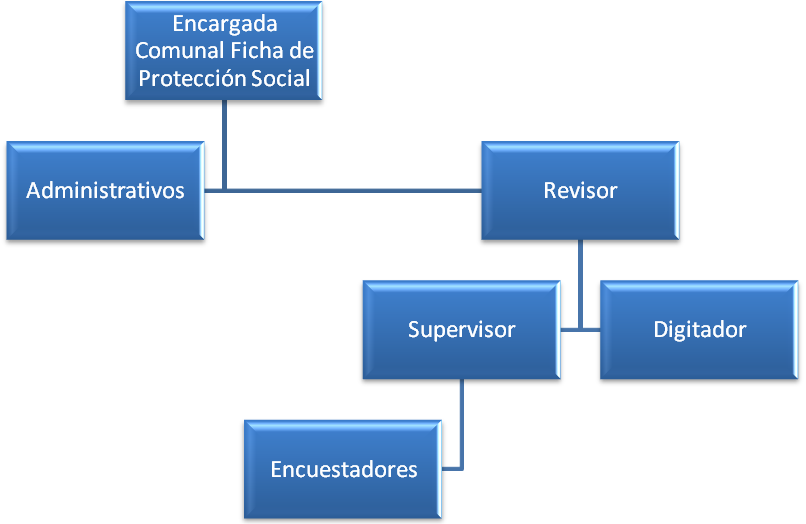 Encargada
Comunal Ficha de
Protección Social
Administrativos
Revisor
Supervisor
Digitador
Encuestadores